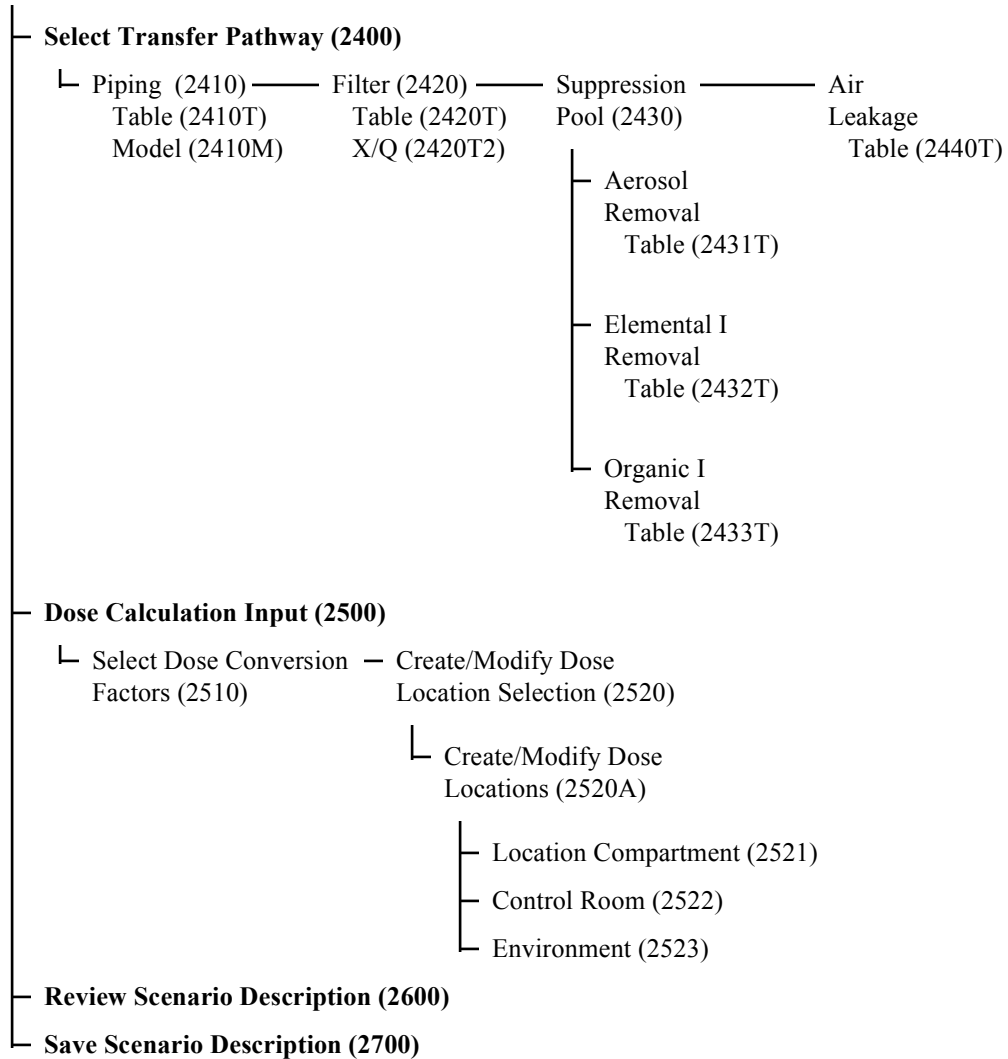 Select Transfer Pathway (2400)
Piping (2410) Filter (2420) Suppression Air
Table (2410T) Table (2420T) Pool (2430) Leakage
Model (2410M) X/Q (2420T2) Table (2440T)
Aerosol
Removal
Table (2431T)
Elemental I
Removal
Table (2432T)
Organic I
Removal
Table (2433T)
Dose Calculation Input (2500)
Select Dose Conversion Create/Modify Dose
Factors (2510) Location Selection (2520)
Create/Modify Dose
Locations (2520A)
Location Compartment (2521)
Control Room (2522)
Environment (2523)
Review Scenario Description (2600)
Save Scenario Description (2700)